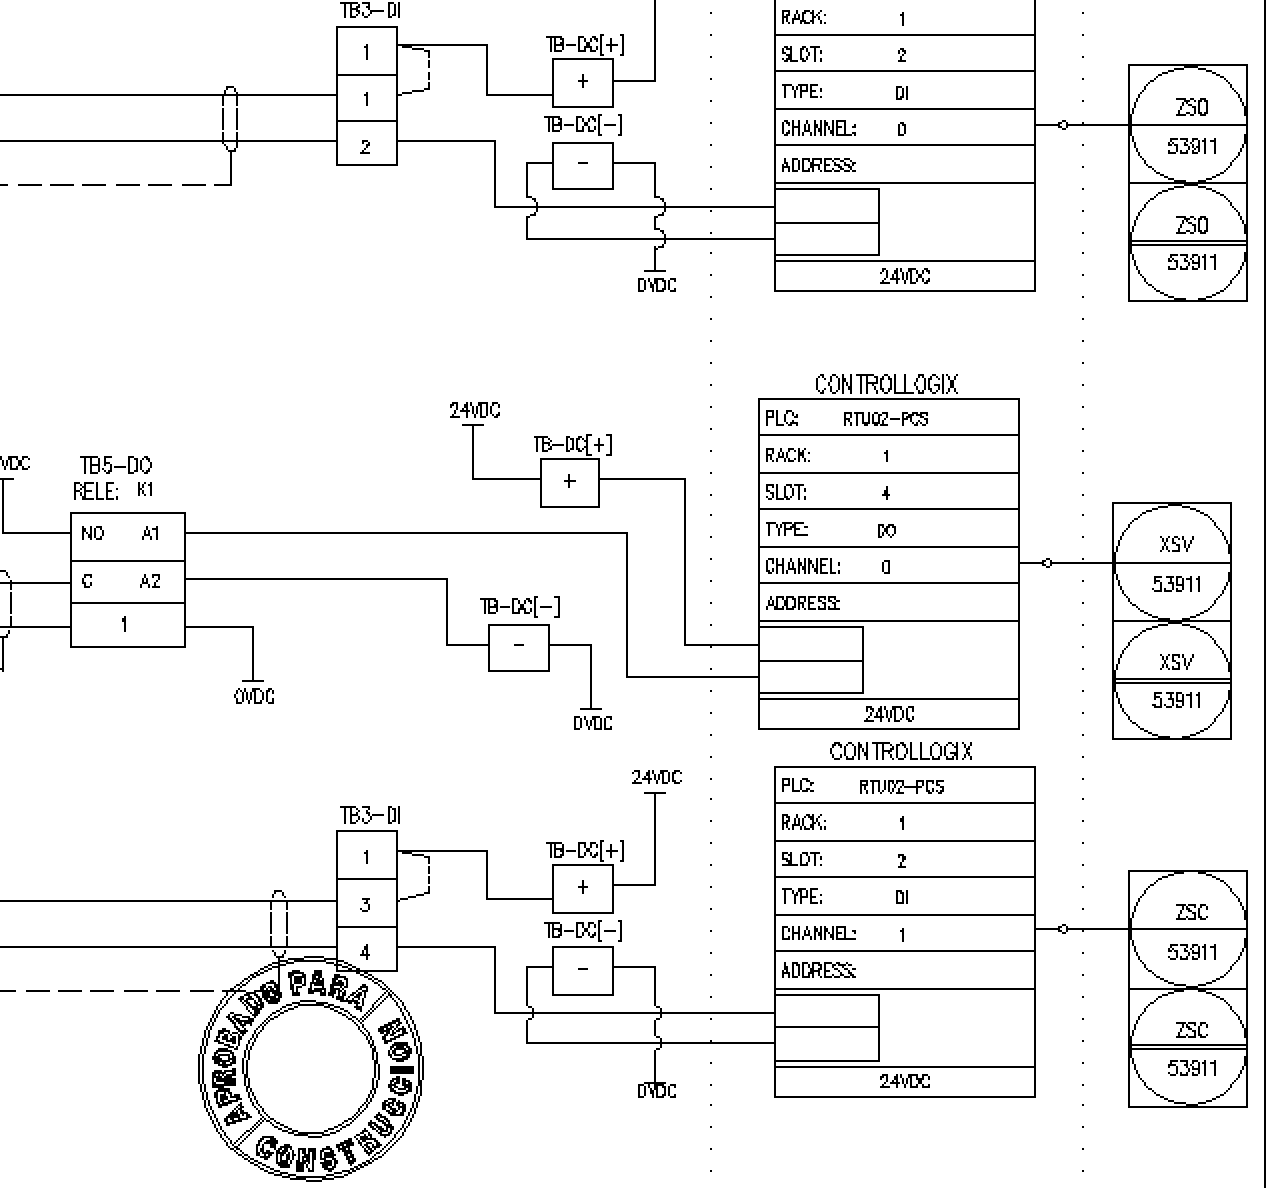 TB3-DI
1
1
2
TB-DC[+]
+
TB-DC[-]
-
0VDC
RACK: 1
SLOT: 2
TYPE: DI
CHANNEL: 0
ADDRESS:
24VDC
ZSO
53911
ZSO
53911
24VDC
TB-DC[+]
+
VDC
TB5-DO
RELE: K1
NO A1
C A2
1
0VDC
TB-DC[-]
-
0VDC
CONTROLLOGIX
PLC: RTU02-PCS
RACK: 1
SLOT: 4
TYPE: DO
CHANNEL: 0
ADDRESS:
24VDC
XSV
53911
XSV
53911
24VDC
TB3-DI
1
3
4
TB-DC[+]
+
TB-DC[-]
-
0VDC
CONTROLLOGIX
PLC: RTU02-PCS
RACK: 1
SLOT: 2
TYPE: DI
CHANNEL: 1
ADDRESS:
24VDC
ZSC
53911
ZSC
53911
APROBADO PARA
CONSTRUCCION